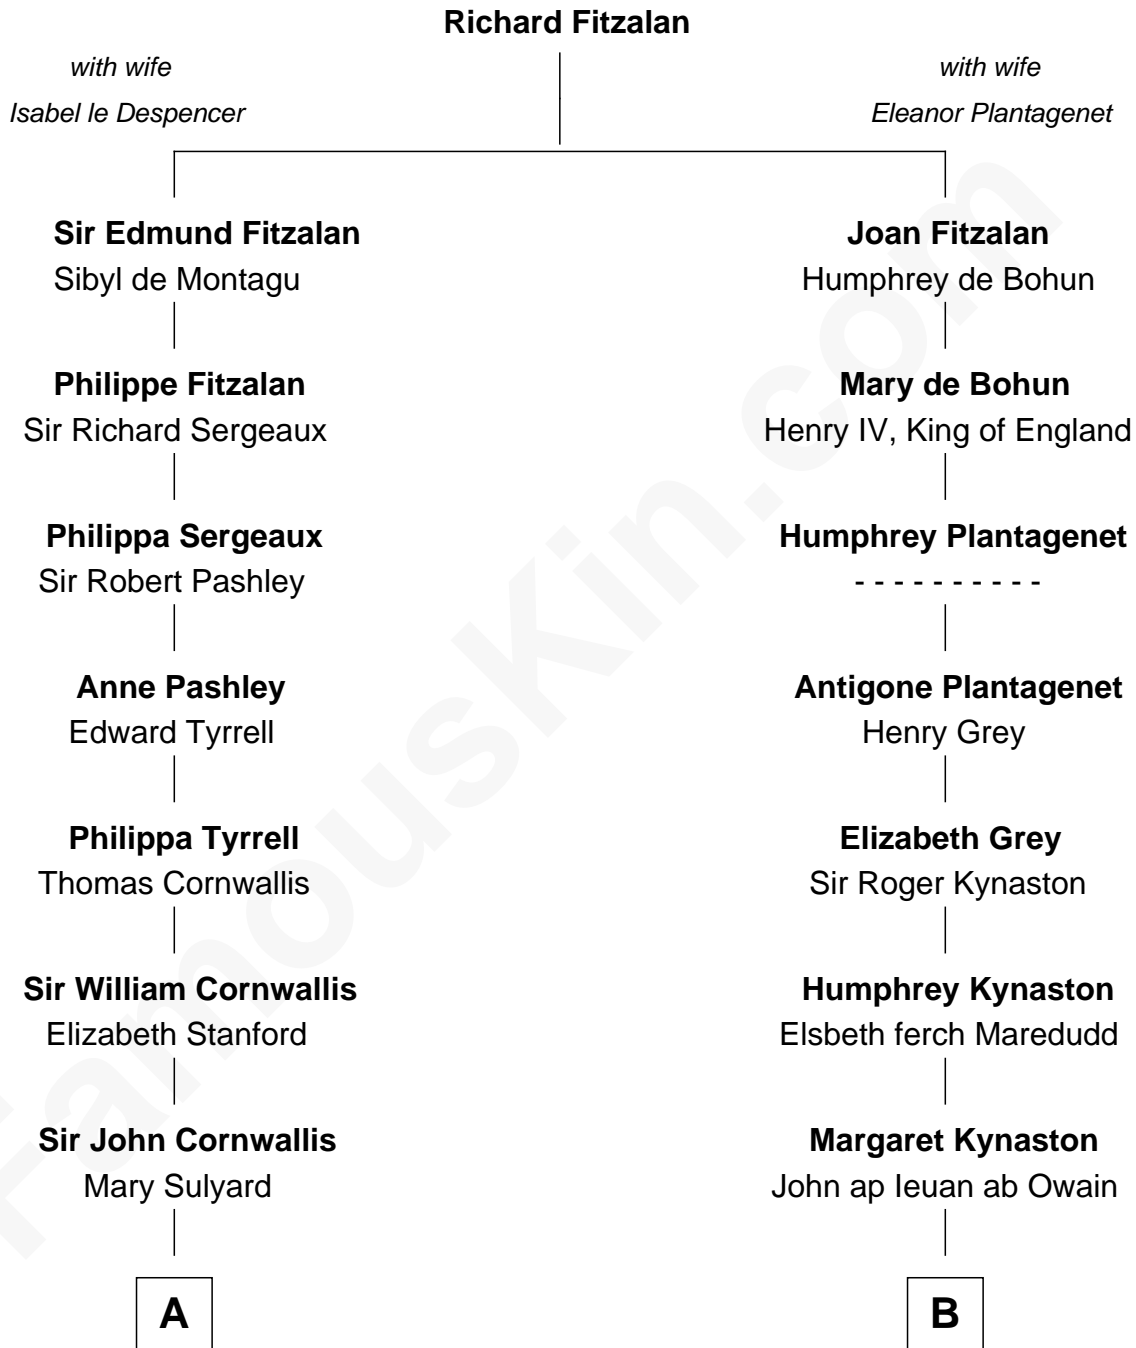 Richard Fitzalan
with wife
Isabel le Despencer
with wife
Eleanor Plantagenet
Sir Edmund Fitzalan
Sibyl de Montagu
Joan Fitzalan
Humphrey de Bohun
Philippe Fitzalan
Sir Richard Sergeaux
Mary de Bohun
Henry IV, King of England
Philippa Sergeaux
Sir Robert Pashley
Humphrey Plantagenet
- - - - - - - - - -
Anne Pashley
Edward Tyrrell
Antigone Plantagenet
Henry Grey
Philippa Tyrrell
Thomas Cornwallis
Elizabeth Grey
Sir Roger Kynaston
Sir William Cornwallis
Elizabeth Stanford
Humphrey Kynaston
Elsbeth ferch Maredudd
Sir John Cornwallis
Mary Sulyard
Margaret Kynaston
John ap Ieuan ab Owain
A
B
FamousKin.com